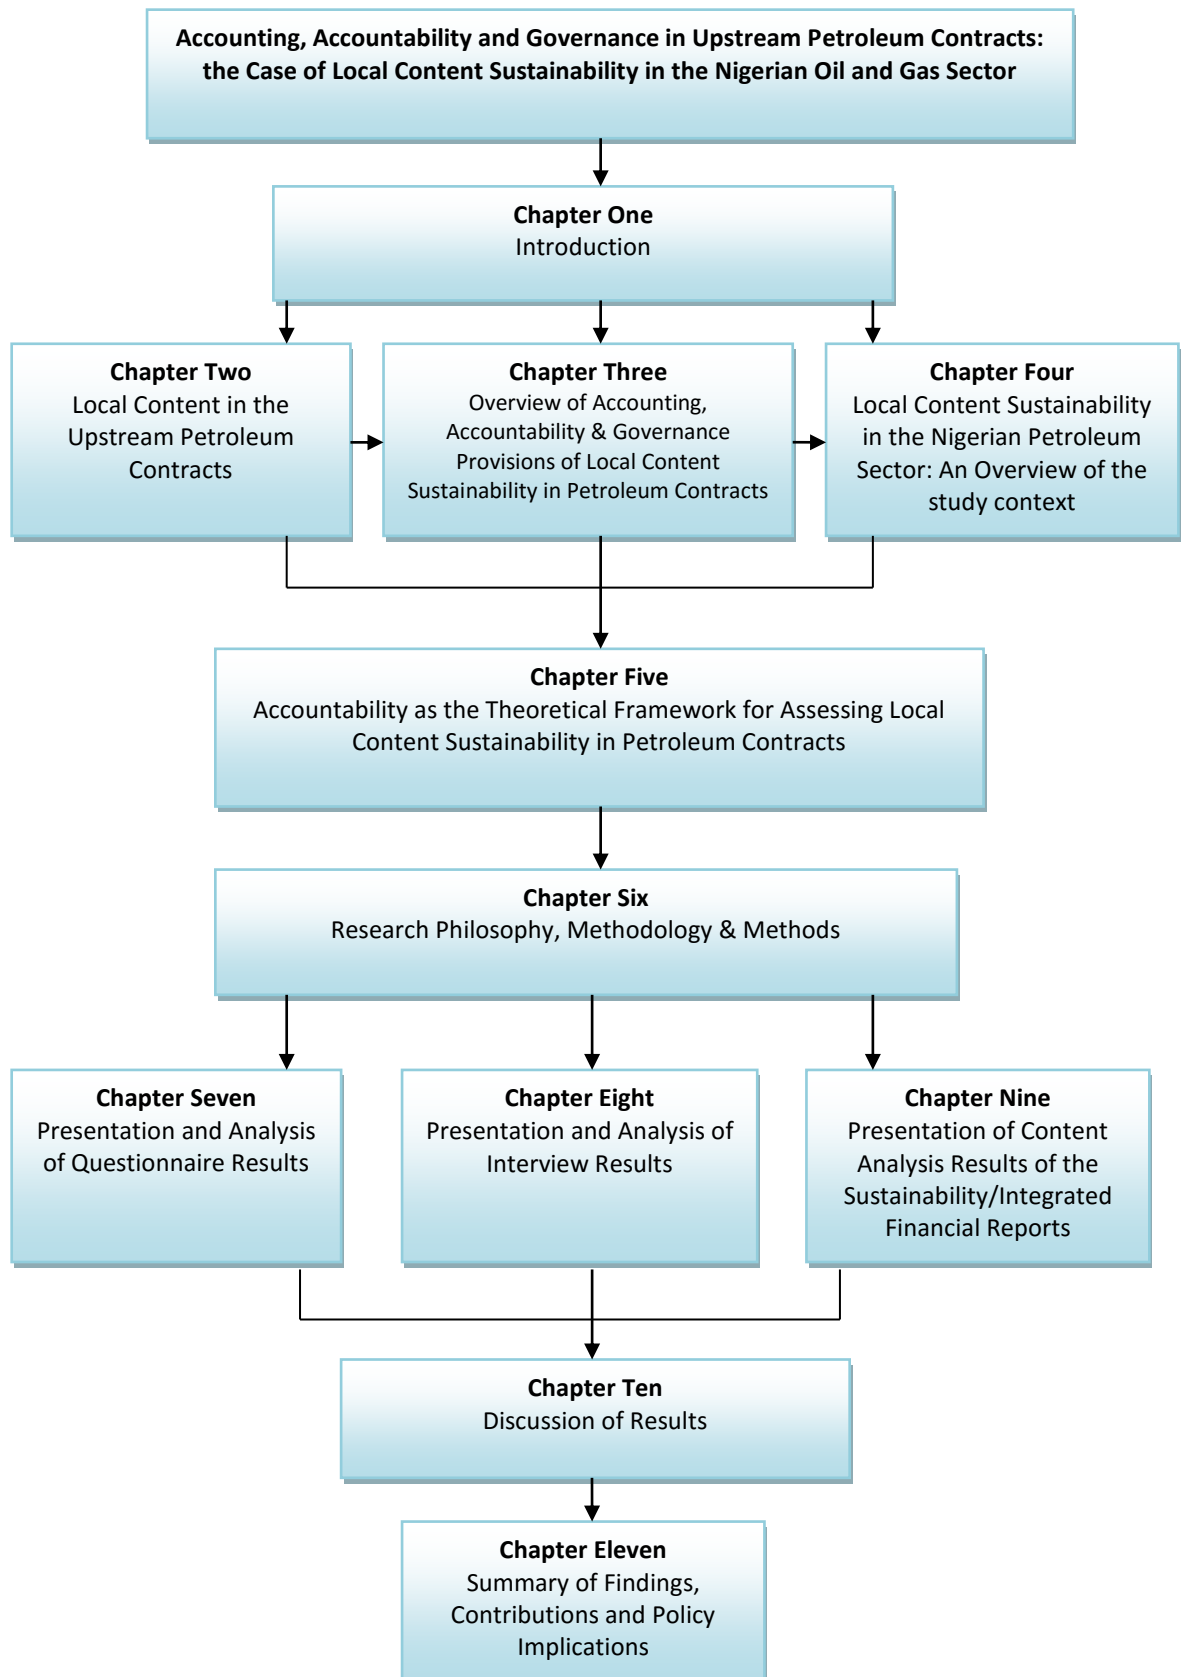 Accounting, Accountability and Governance in Upstream Petroleum Contracts:
the Case of Local Content Sustainability in the Nigerian Oil and Gas Sector
Chapter One
Introduction
Chapter Two
Local Content in the
Upstream Petroleum
Contracts
Chapter Three
Overview of Accounting,
Accountability & Governance
Provisions of Local Content
Sustainability in Petroleum Contracts
Chapter Four
Local Content Sustainability
in the Nigerian Petroleum
Sector: An Overview of the
study context
Chapter Five
Accountability as the Theoretical Framework for Assessing Local
Content Sustainability in Petroleum Contracts
Chapter Six
Research Philosophy, Methodology & Methods
Chapter Seven
Presentation and Analysis
of Questionnaire Results
Chapter Eight
Presentation and Analysis of
Interview Results
Chapter Nine
Presentation of Content
Analysis Results of the
Sustainability/Integrated
Financial Reports
Chapter Ten
Discussion of Results
Chapter Eleven
Summary of Findings,
Contributions and Policy
Implications